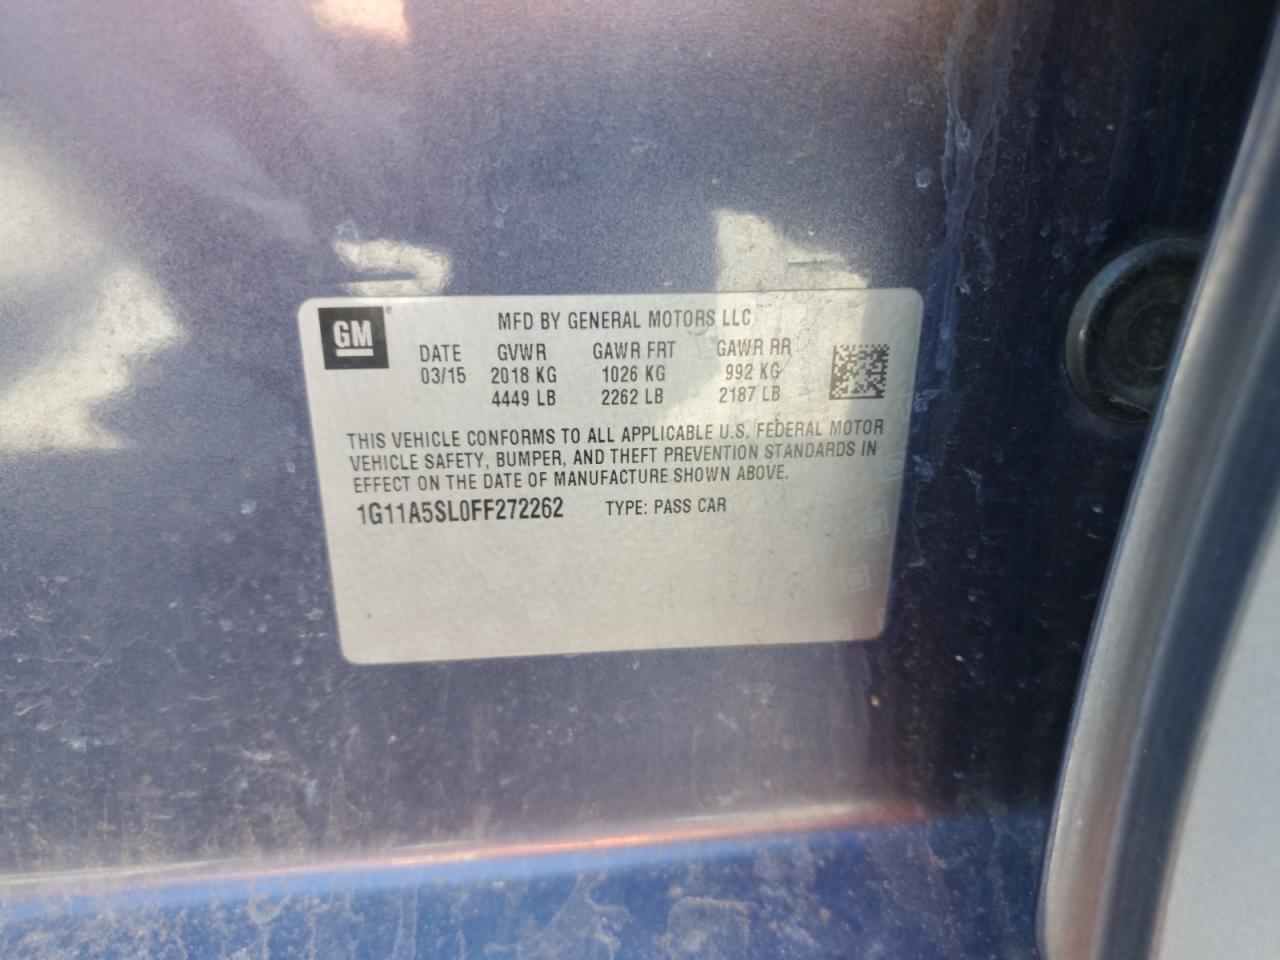 GM®
MFD BY GENERAL MOTORS LLC
DATE GVWR GAWR FRT GAWR RR
03/15 2018 KG 1026 KG 992 KG
4449 LB 2262 LB 2187 LB
THIS VEHICLE CONFORMS TO ALL APPLICABLE U.S. FEDERAL MOTOR
VEHICLE SAFETY, BUMPER, AND THEFT PREVENTION STANDARDS IN
EFFECT ON THE DATE OF MANUFACTURE SHOWN ABOVE.
1G11A5SL0FF272262 TYPE: PASS CAR